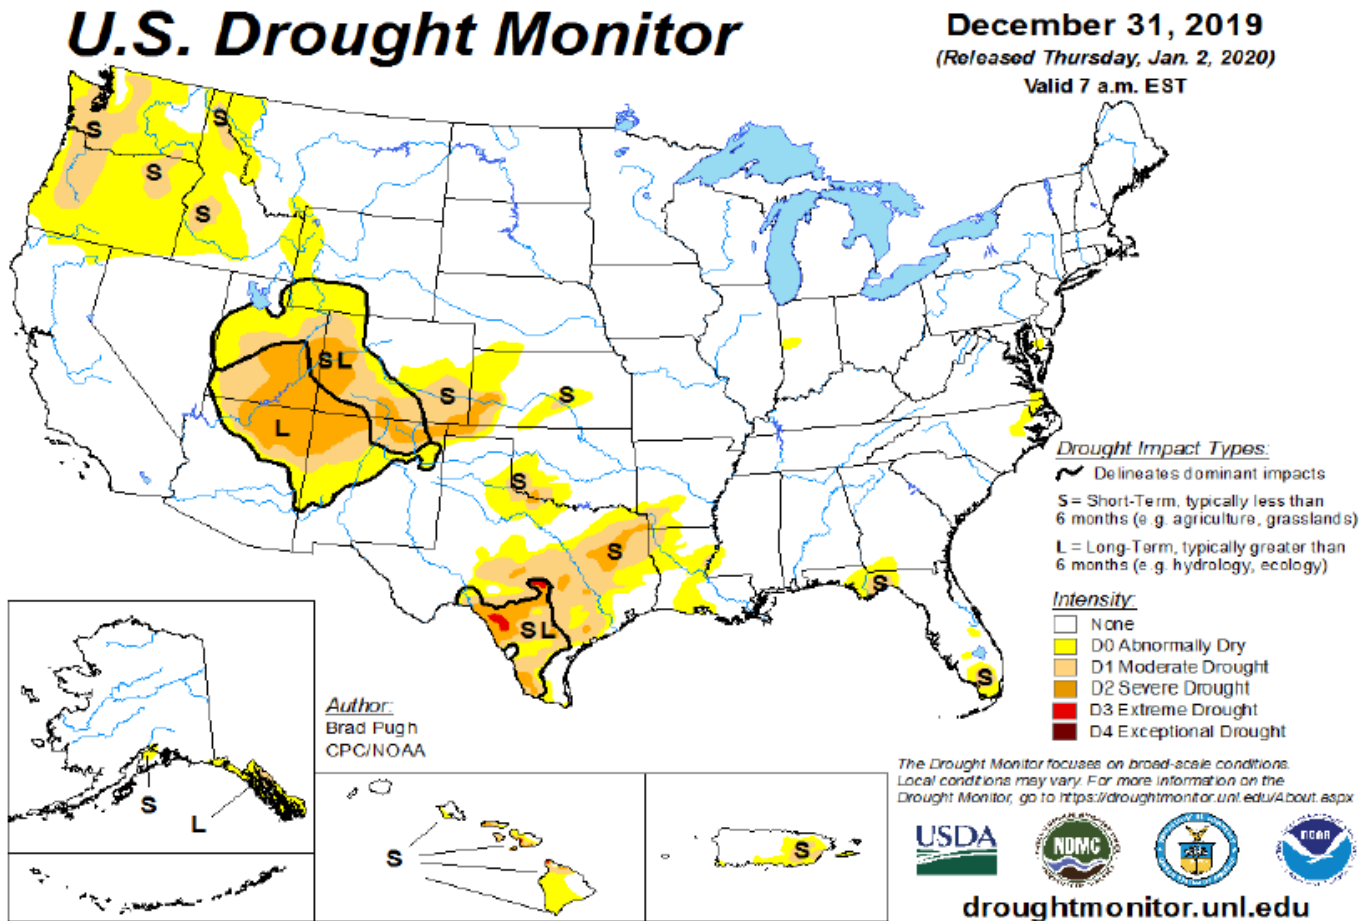 U.S. Drought Monitor
December 31, 2019
(Released Thursday, Jan. 2, 2020)
Valid 7 a.m. EST
S
S
S
S
SL
S
S
L
S
S
SL
S
S
Drought Impact Types:
Delineates dominant impacts
S = Short-Term, typically less than
6 months (e.g. agriculture, grasslands)
L = Long-Term, typically greater than
6 months (e.g. hydrology, ecology)
Intensity:
None
D0 Abnormally Dry
D1 Moderate Drought
D2 Severe Drought
D3 Extreme Drought
D4 Exceptional Drought
Author:
Brad Pugh
CPC/NOAA
S
L
S
S
The Drought Monitor focuses on broad-scale conditions.
Local conditions may vary. For more information on the
Drought Monitor, go to https://droughtmonitor.unl.edu/About.aspx
USDA
NDMC
NOAA
droughtmonitor.unl.edu